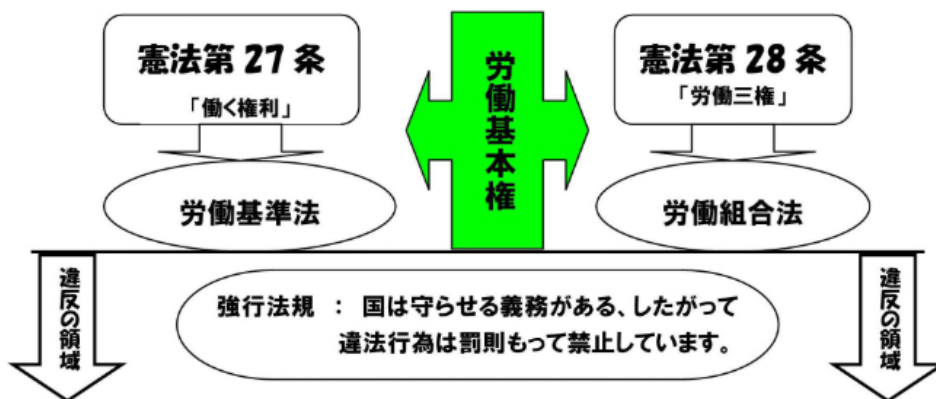 憲法第27条
「働く権利」
労働基本権
憲法第28条
「労働三権」
労働基準法
労働組合法
違反の領域
強行法規 : 国は守らせる義務がある、したがって
違法行為は罰則もって禁止しています。
違反の領域